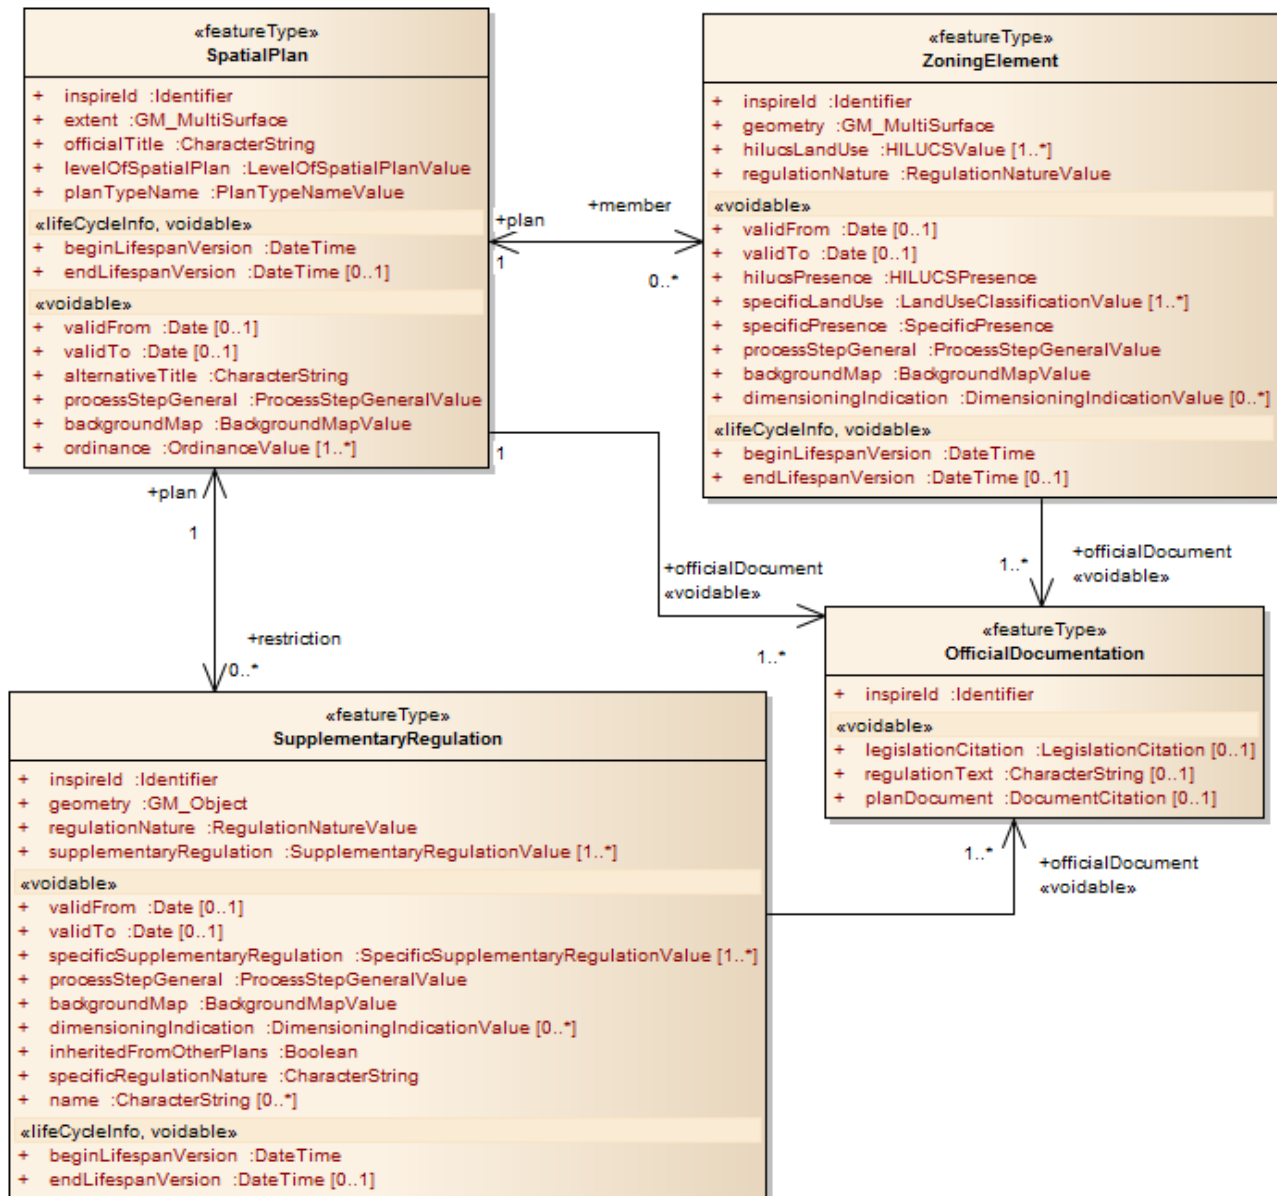 «featureType»
SpatialPlan
+ inspireId :Identifier
+ extent :GM_MultiSurface
+ officialTitle :CharacterString
+ levelOfSpatialPlan :LevelOfSpatialPlanValue
+ planTypeName :PlanTypeNameValue
«lifeCycleInfo, voidable»
+ beginLifespanVersion :DateTime
+ endLifespanVersion :DateTime [0..1]
«voidable»
+ validFrom :Date [0..1]
+ validTo :Date [0..1]
+ alternativeTitle :CharacterString
+ processStepGeneral :ProcessStepGeneralValue
+ backgroundMap :BackgroundMapValue
+ ordinance :OrdinanceValue [1..*]
+plan
1
+member
0..*
«featureType»
ZoningElement
+ inspireId :Identifier
+ geometry :GM_MultiSurface
+ hilucsLandUse :HILUCSValue [1..*]
+ regulationNature :RegulationNatureValue
«voidable»
+ validFrom :Date [0..1]
+ validTo :Date [0..1]
+ hilucsPresence :HILUCSPresence
+ specificLandUse :LandUseClassificationValue [1..*]
+ specificPresence :SpecificPresence
+ processStepGeneral :ProcessStepGeneralValue
+ backgroundMap :BackgroundMapValue
+ dimensioningIndication :DimensioningIndicationValue [0..*]
«lifeCycleInfo, voidable»
+ beginLifespanVersion :DateTime
+ endLifespanVersion :DateTime [0..1]
1
+officialDocument
«voidable»
1..*
1..*
+officialDocument
«voidable»
+plan
1
+restriction
0..*
«featureType»
OfficialDocumentation
+ inspireId :Identifier
«voidable»
+ legislationCitation :LegislationCitation [0..1]
+ regulationText :CharacterString [0..1]
+ planDocument :DocumentCitation [0..1]
1..*
+officialDocument
«voidable»
«featureType»
SupplementaryRegulation
+ inspireId :Identifier
+ geometry :GM_Object
+ regulationNature :RegulationNatureValue
+ supplementaryRegulation :SupplementaryRegulationValue [1..*]
«voidable»
+ validFrom :Date [0..1]
+ validTo :Date [0..1]
+ specificSupplementaryRegulation :SpecificSupplementaryRegulationValue [1..*]
+ processStepGeneral :ProcessStepGeneralValue
+ backgroundMap :BackgroundMapValue
+ dimensioningIndication :DimensioningIndicationValue [0..*]
+ inheritedFromOtherPlans :Boolean
+ specificRegulationNature :CharacterString
+ name :CharacterString [0..*]
«lifeCycleInfo, voidable»
+ beginLifespanVersion :DateTime
+ endLifespanVersion :DateTime [0..1]